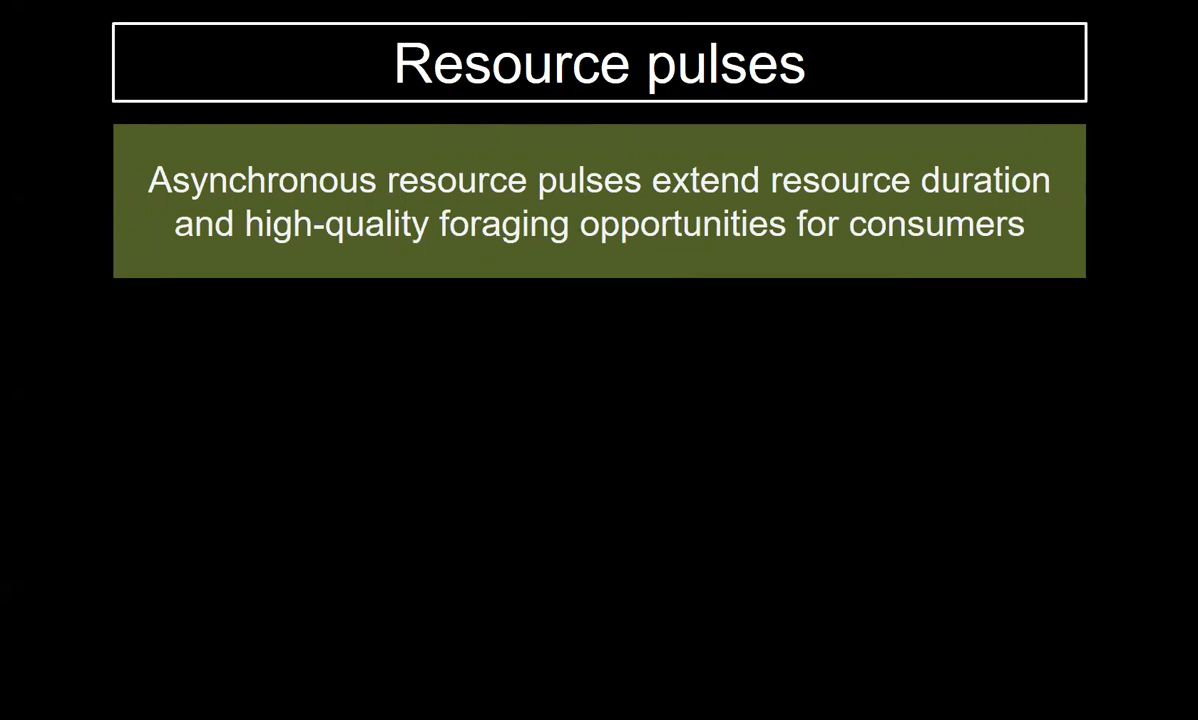 Resource pulses
Asynchronous resource pulses extend resource duration
and high-quality foraging opportunities for consumers